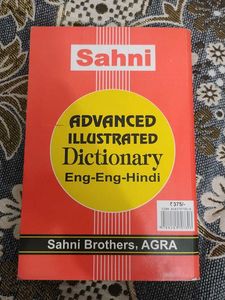 Sahni
ADVANCED
ILLUSTRATED
Dictionary
Eng-Eng-Hindi
₹375/-
Sahni Brothers, AGRA